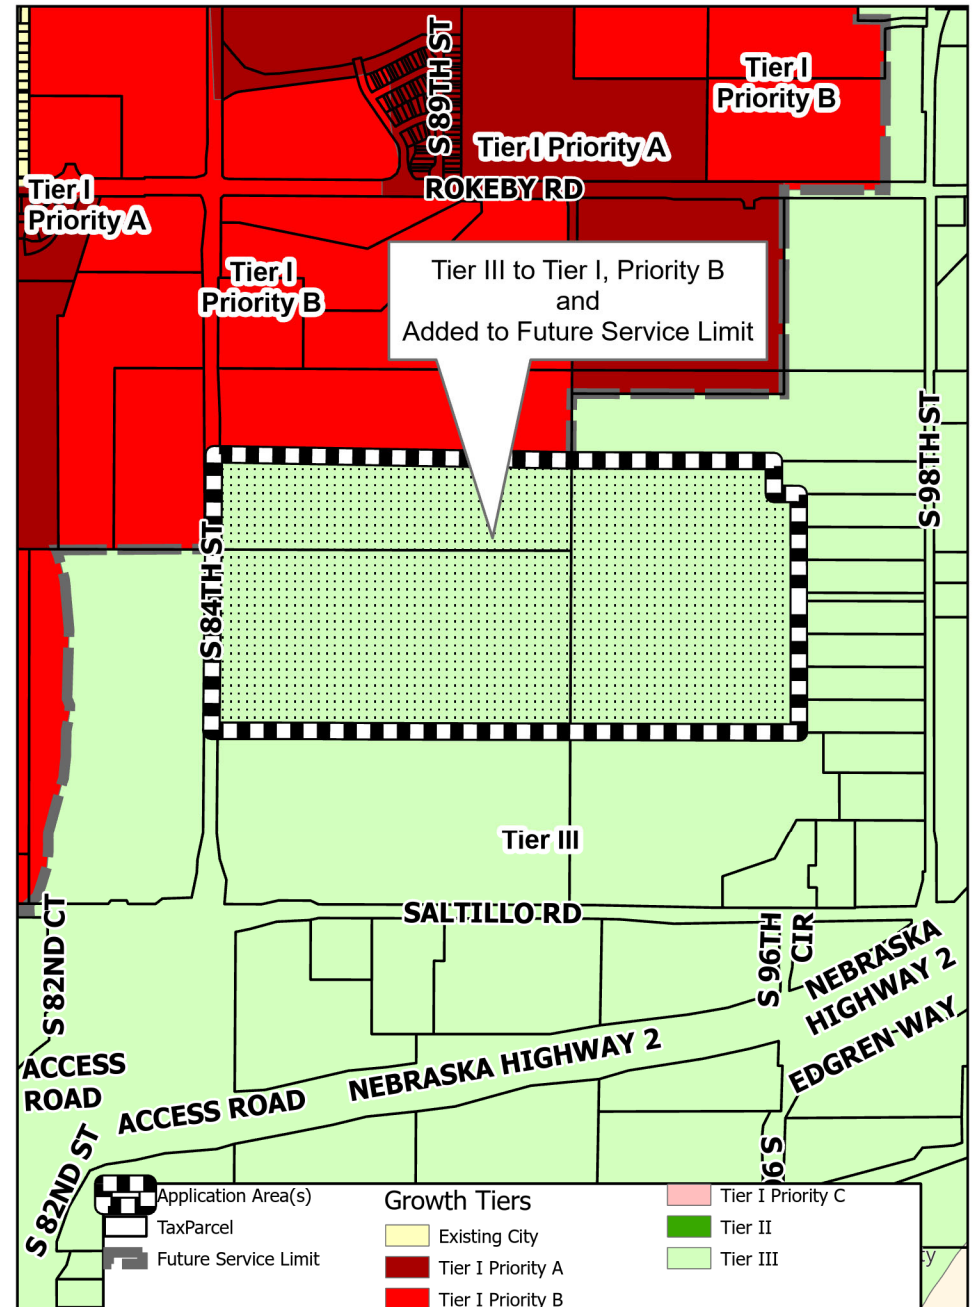 S 89TH ST
Tier I
Priority B
Tier I Priority A
ROKEBY RD
Tier I
Priority A
Tier I
Priority B
Tier III to Tier I, Priority B
and
Added to Future Service Limit
S 98TH ST
S 84TH ST
Tier III
SALTILLO RD
S 82ND CT
S 96TH
CIR
NEBRASKA
HIGHWAY 2
EDGREN WAY
NEBRASKA HIGHWAY 2
ACCESS
ROAD
ACCESS ROAD
S 82ND ST
Application Area(s)
TaxParcel
Future Service Limit
Growth Tiers
Existing City
Tier I Priority A
Tier I Priority B
Tier I Priority C
Tier II
Tier III